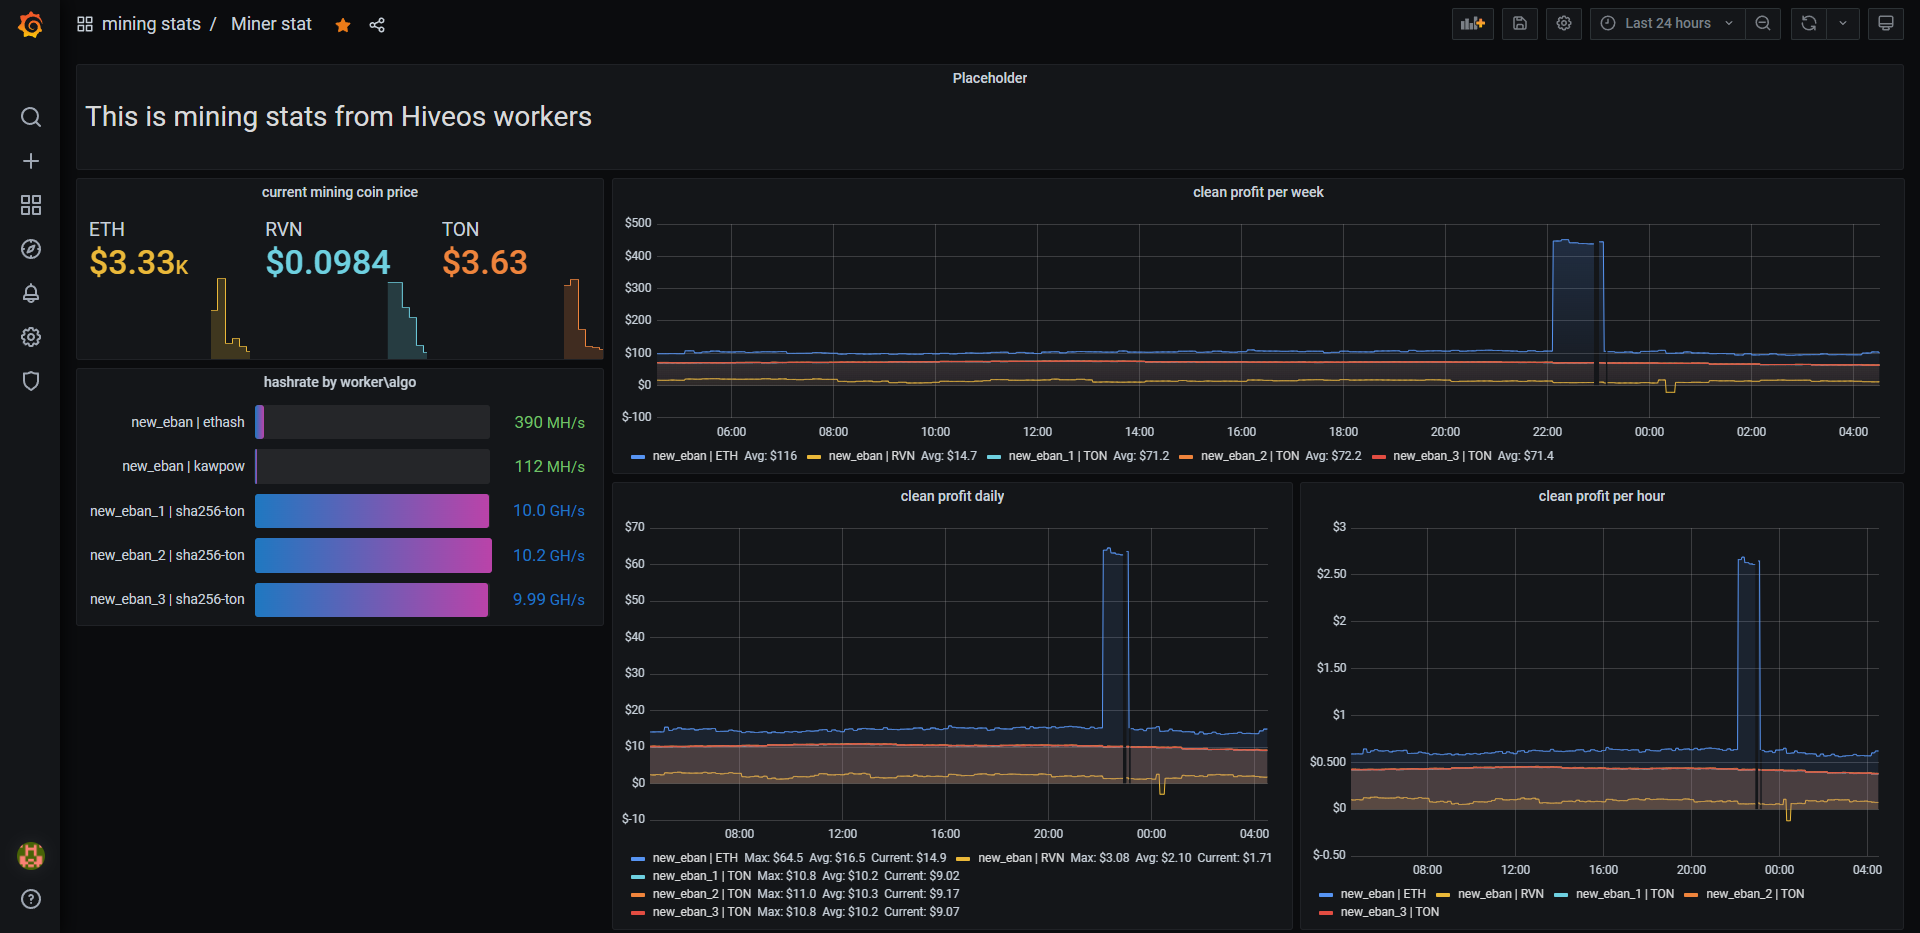 mining stats / Miner stat
Last 24 hours
Placeholder
This is mining stats from Hiveos workers
current mining coin price
ETH
$3.33K
RVN
$0.0984
TON
$3.63
hashrate by worker\algo
new_eban | ethash 390 MH/s
new_eban | kawpow 112 MH/s
new_eban_1 | sha256-ton 10.0 GH/s
new_eban_2 | sha256-ton 10.2 GH/s
new_eban_3 | sha256-ton 9.99 GH/s
clean profit per week
$500
$400
$300
$200
$100
$0
$-100
06:00 08:00 10:00 12:00 14:00 16:00 18:00 20:00 22:00 00:00 02:00 04:00
new_eban | ETH Avg: $116 new_eban | RVN Avg: $14.7 new_eban_1 | TON Avg: $71.2 new_eban_2 | TON Avg: $72.2 new_eban_3 | TON Avg: $71.4
clean profit daily
$70
$60
$50
$40
$30
$20
$10
$0
$-10
08:00 12:00 16:00 20:00 00:00 04:00
new_eban | ETH Max: $64.5 Avg: $16.5 Current: $14.9 new_eban | RVN Max: $3.08 Avg: $2.10 Current: $1.71
new_eban_1 | TON Max: $10.8 Avg: $10.2 Current: $9.02
new_eban_2 | TON Max: $11.0 Avg: $10.3 Current: $9.17
new_eban_3 | TON Max: $10.8 Avg: $10.2 Current: $9.07
clean profit per hour
$3
$2.50
$2
$1.50
$1
$0.500
$0
$-0.50
08:00 12:00 16:00 20:00 00:00 04:00
new_eban | ETH new_eban | RVN new_eban_1 | TON new_eban_2 | TON
new_eban_3 | TON